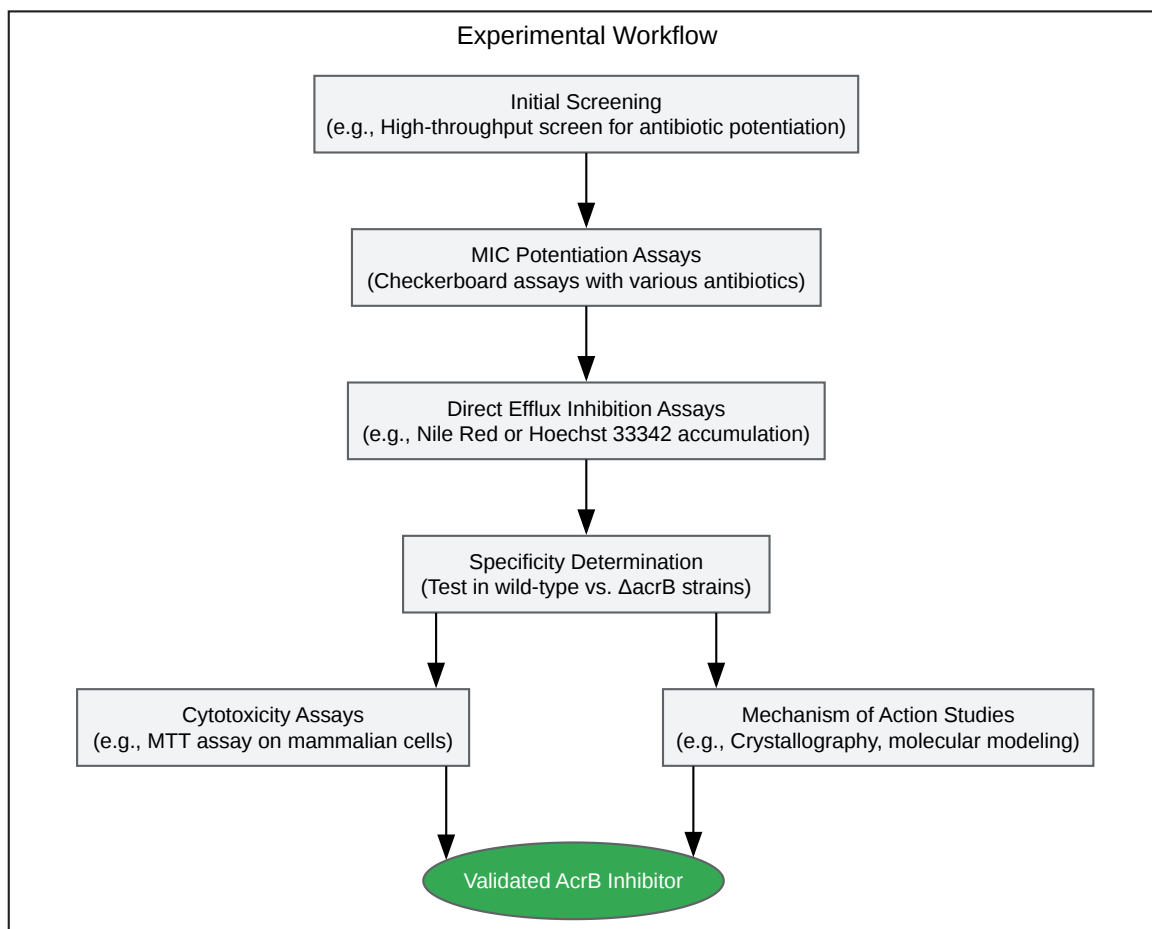 Experimental Workflow
Initial Screening
(e.g., High-throughput screen for antibiotic potentiation)
MIC Potentiation Assays
(Checkerboard assays with various antibiotics)
Direct Efflux Inhibition Assays
(e.g., Nile Red or Hoechst 33342 accumulation)
Specificity Determination
(Test in wild-type vs. ΔacrB strains)
Cytotoxicity Assays
(e.g., MTT assay on mammalian cells)
Mechanism of Action Studies
(e.g., Crystallography, molecular modeling)
Validated AcrB Inhibitor